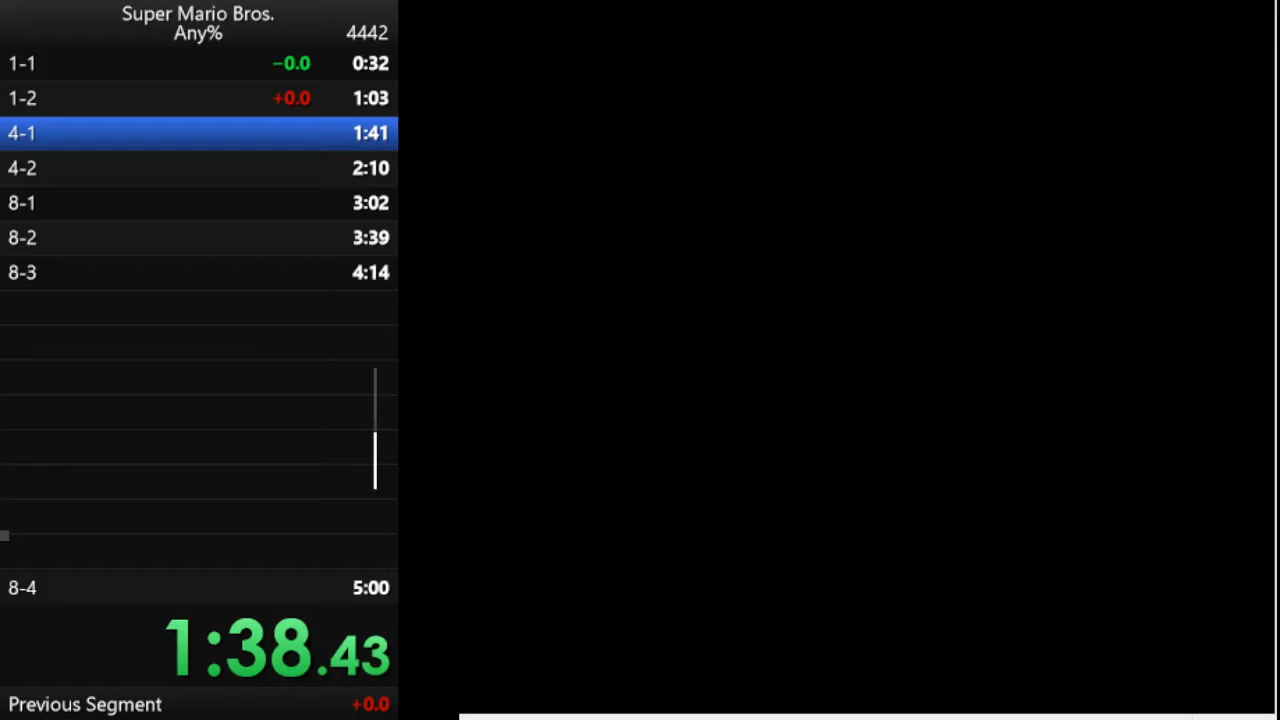 Super Mario Bros.
Any% 4442
1-1 −0.0 0:32
1-2 +0.0 1:03
4-1 1:41
4-2 2:10
8-1 3:02
8-2 3:39
8-3 4:14
8-4 5:00
1:38.43
Previous Segment +0.0